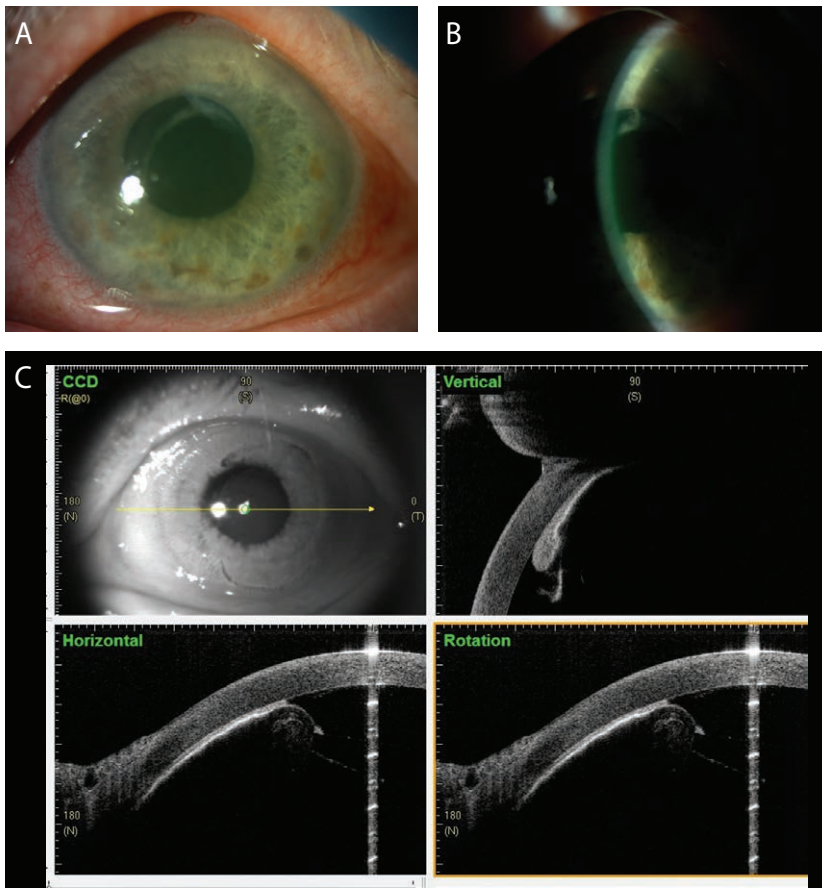 A
B
C
CCD
R(@0)
90
(S)
180
(N)
0
(T)
Vertical
90
(S)
Horizontal
180
(N)
Rotation
180
(N)